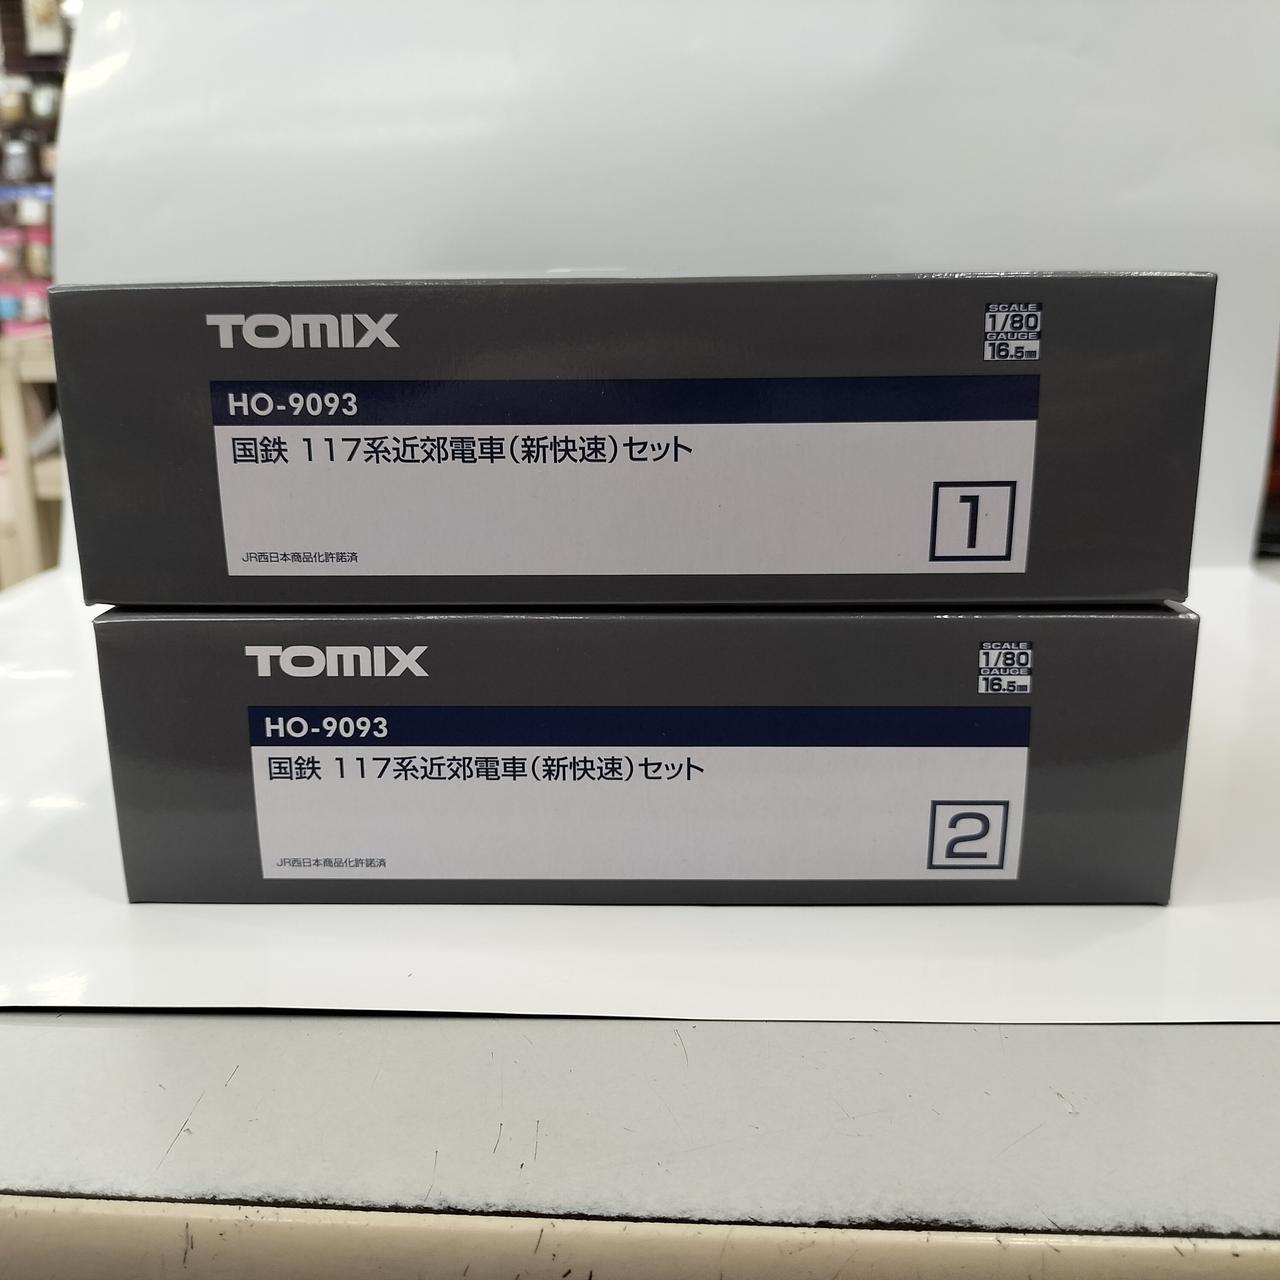 TOMIX
SCALE
1/80
GAUGE
16.5mm
HO-9093
国鉄 117系近郊電車(新快速)セット
1
JR西日本商品化許諾済
TOMIX
SCALE
1/80
GAUGE
16.5mm
HO-9093
国鉄 117系近郊電車(新快速)セット
2
JR西日本商品化許諾済